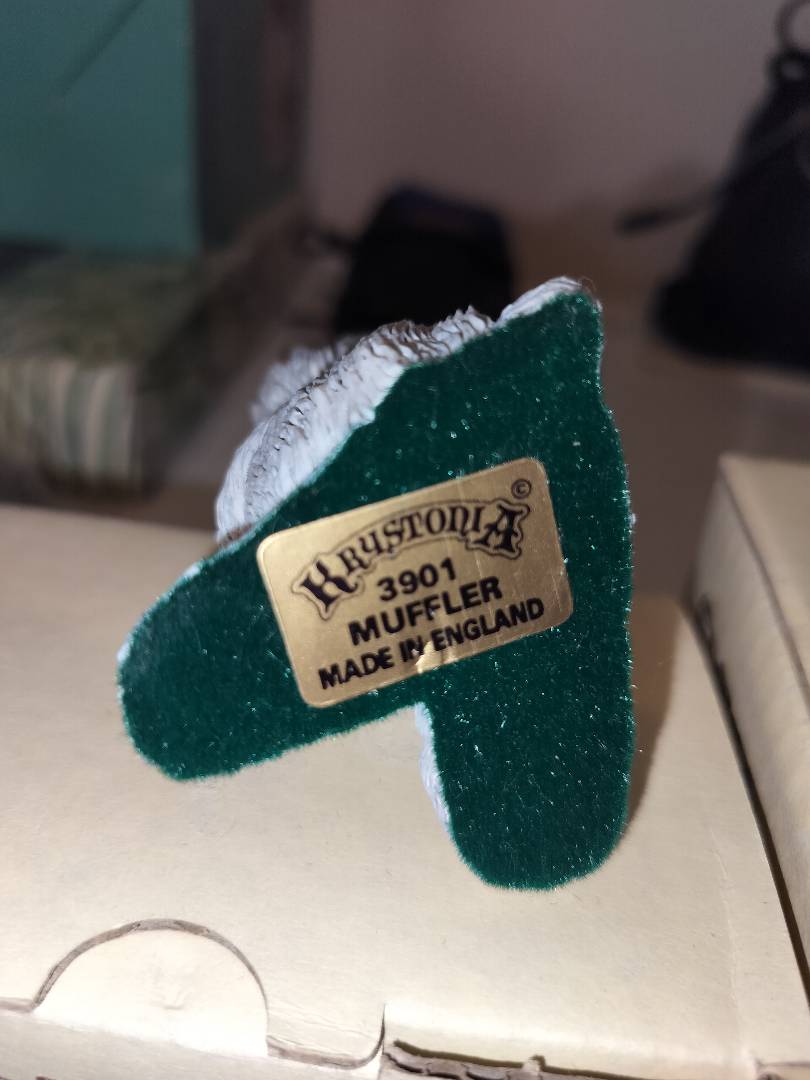 ©
KRYSTONIA
3901
MUFFLER
MADE IN ENGLAND